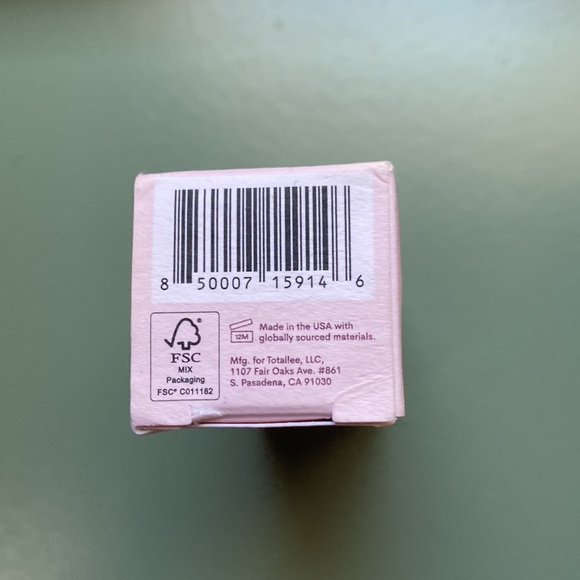 8 50007 15914 6
FSC
MIX
Packaging
FSC® C011182
12M
Made in the USA with
globally sourced materials.
Mfg. for Totallee, LLC,
1107 Fair Oaks Ave. #861
S. Pasadena, CA 91030